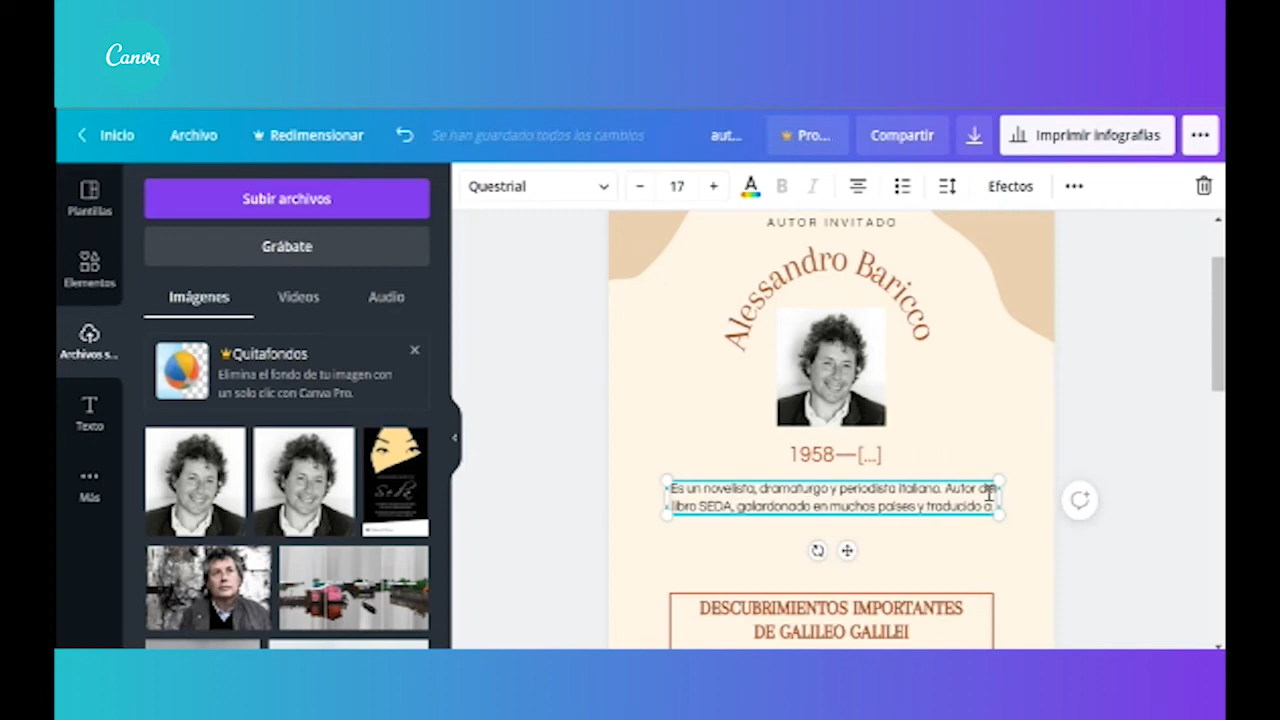 Canva
Inicio
Archivo
Redimensionar
Se han guardado todos los cambios
aut...
Pro...
Compartir
Imprimir infografías
Plantillas
Elementos
Archivos s...
Texto
Más
Subir archivos
Grábate
Imágenes
Videos
Audio
Quitafondos
Elimina el fondo de tu imagen con
un solo clic con Canva Pro.
Seda
Questrial
17
A
B
I
Efectos
AUTOR INVITADO
Alessandro Baricco
1958—[...]
Es un novelista, dramaturgo y periodista italiano. Autor del
libro SEDA, galardonado en muchos países y traducido a
DESCUBRIMIENTOS IMPORTANTES
DE GALILEO GALILEI